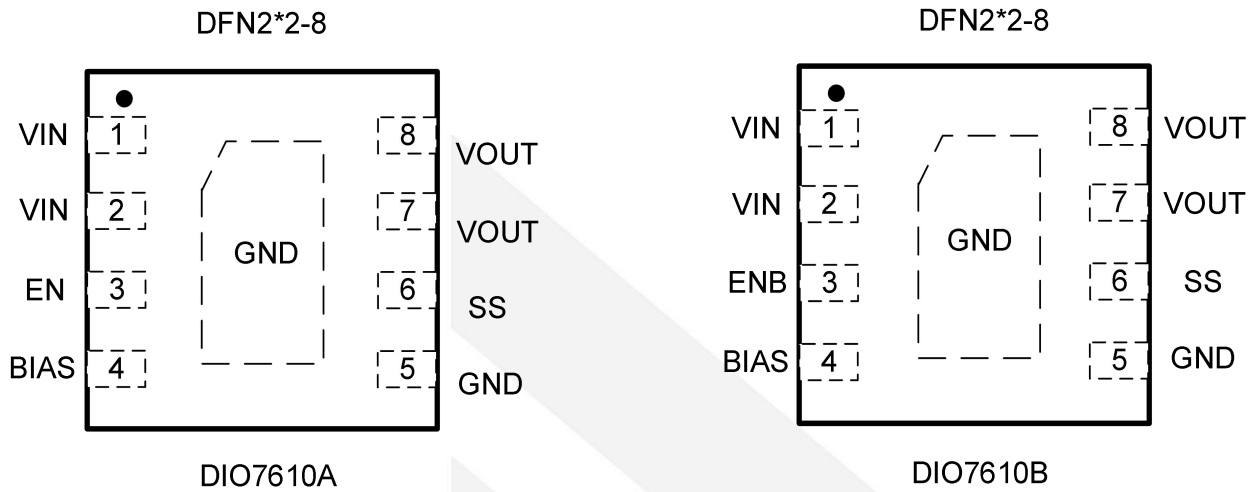 DFN2*2-8
VIN 1 8 VOUT
VIN 2 7 VOUT
GND
EN 3 6 SS
BIAS 4 5 GND
DIO7610A
DFN2*2-8
VIN 1 8 VOUT
VIN 2 7 VOUT
GND
ENB 3 6 SS
BIAS 4 5 GND
DIO7610B